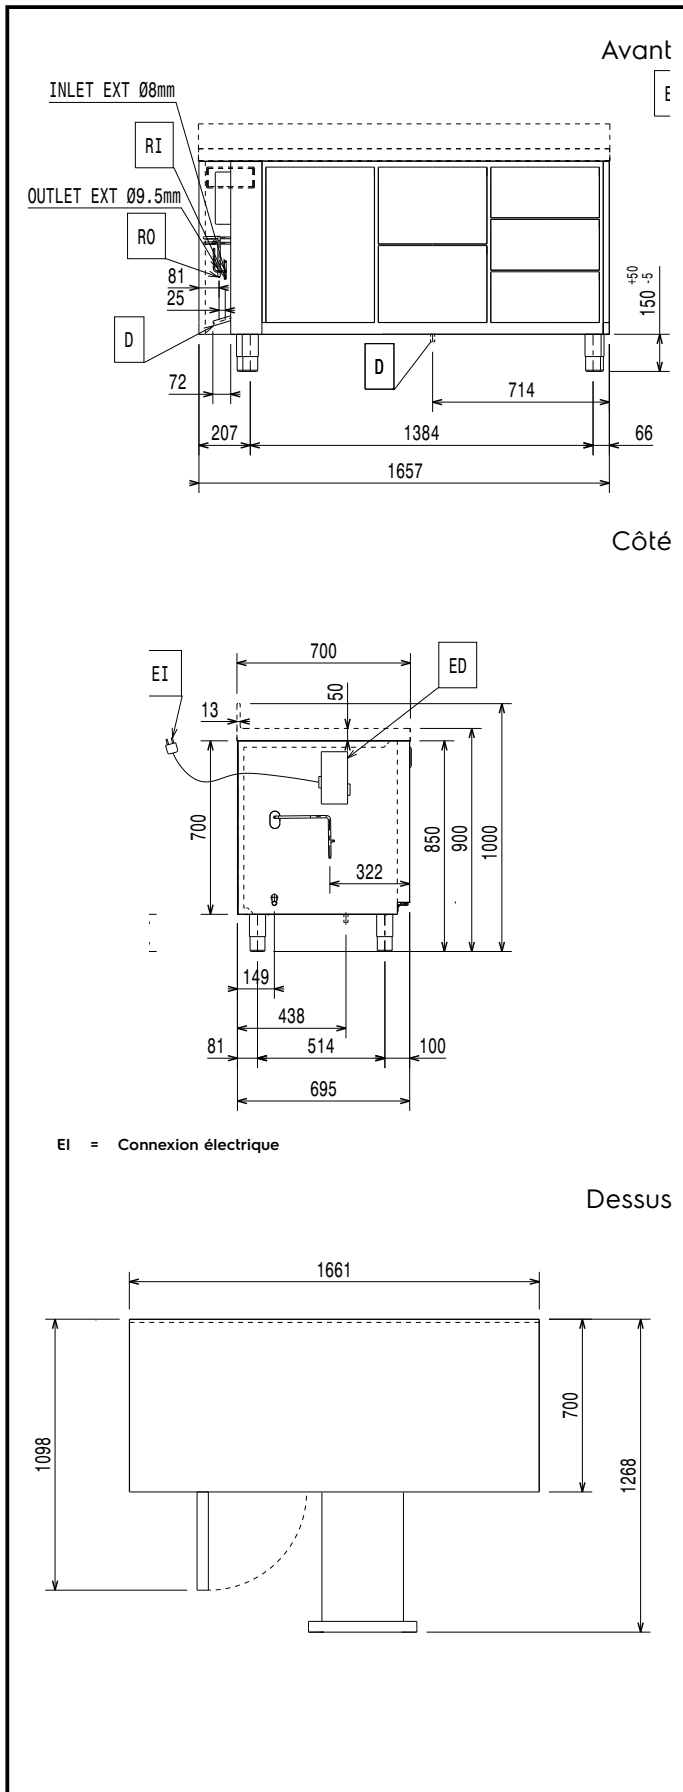 Avant
INLET EXT Ø8mm
RI
OUTLET EXT Ø9.5mm
RO
81
25
D
D
72
714
150 +50 -5
207
1384
66
1657
Côté
EI
700
50
ED
13
700
322
850
900
1000
149
438
81
514
100
695
EI = Connexion électrique
Dessus
1661
1098
700
1268